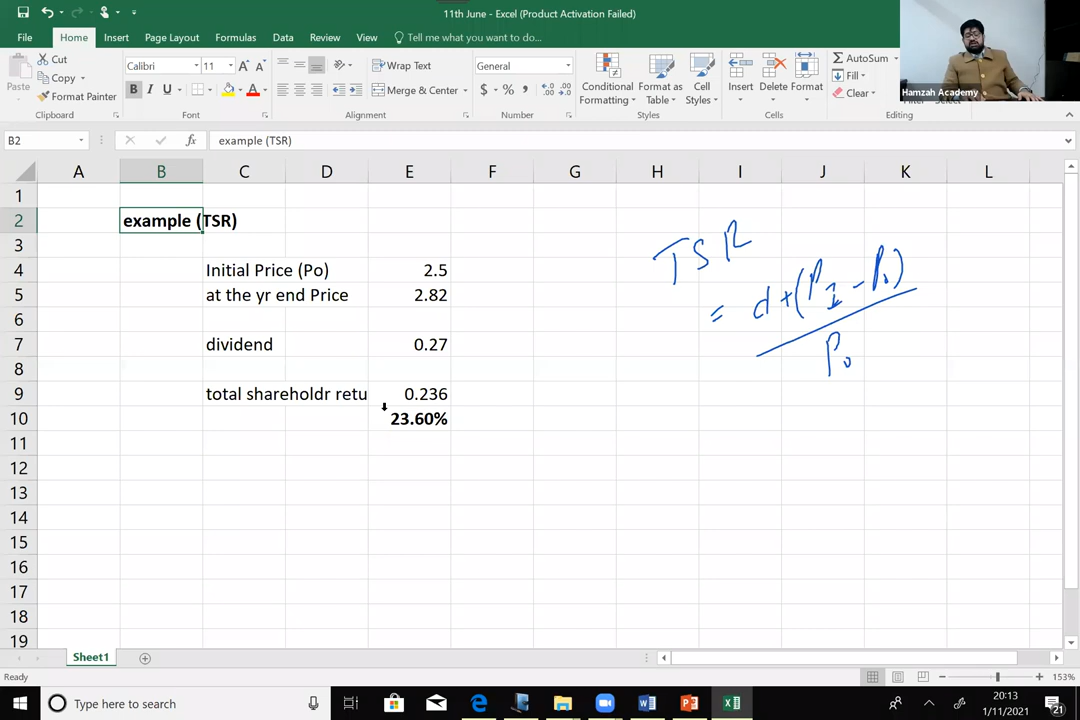 11th June - Excel (Product Activation Failed)
File Home Insert Page Layout Formulas Data Review View Tell me what you want to do...
Paste Cut Copy Format Painter
Calibri 11
B I U
Wrap Text
Merge & Center
General
$ % ,
Conditional Formatting Format as Table Cell Styles
Insert Delete Format
AutoSum Fill Clear
Hamzah Academy
Clipboard Font Alignment Number Styles Cells Editing
B2 fx example (TSR)
A B C D E F G H I J K L
1
2 example (TSR)
3
4 Initial Price (Po) 2.5
5 at the yr end Price 2.82
6
7 dividend 0.27
8
9 total shareholdr retu 0.236
10 23.60%
11
12
13
14
15
16
17
18
19
TSR
= d+(P1-P0)
P0
Sheet1
Ready 153%
Type here to search
20:13
1/11/2021
21